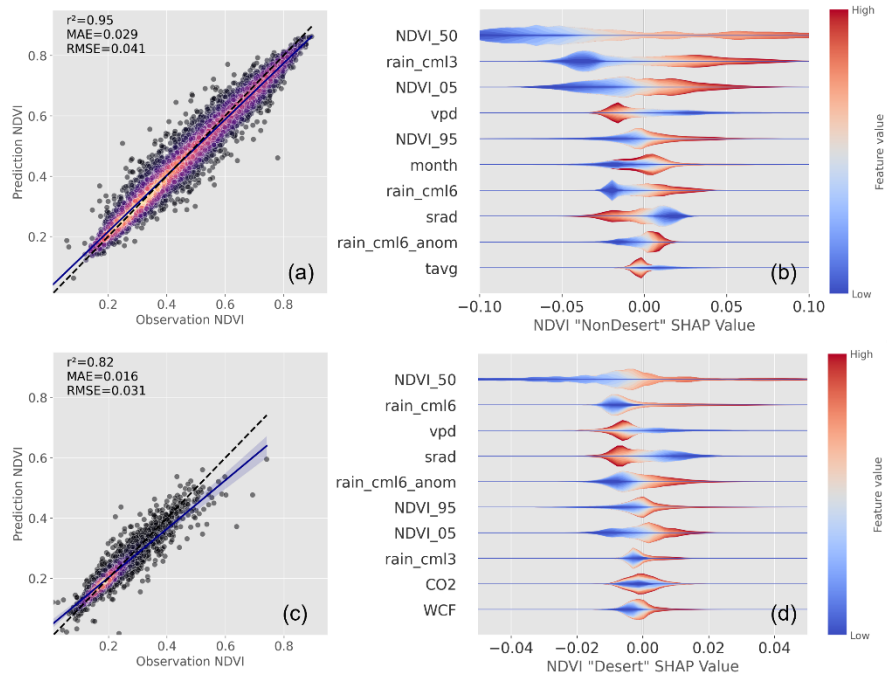 r²=0.95
MAE=0.029
RMSE=0.041
0.8
0.6
0.4
0.2
Prediction NDVI
0.2 0.4 0.6 0.8
Observation NDVI
(a)
NDVI_50
rain_cml3
NDVI_05
vpd
NDVI_95
month
rain_cml6
srad
rain_cml6_anom
tavg
(b)
−0.10 −0.05 0.00 0.05 0.10
NDVI "NonDesert" SHAP Value
High
Feature value
Low
r²=0.82
MAE=0.016
RMSE=0.031
0.8
0.6
0.4
0.2
Prediction NDVI
0.2 0.4 0.6 0.8
Observation NDVI
(c)
NDVI_50
rain_cml6
vpd
srad
rain_cml6_anom
NDVI_95
NDVI_05
rain_cml3
CO2
WCF
(d)
−0.04 −0.02 0.00 0.02 0.04
NDVI "Desert" SHAP Value
High
Feature value
Low